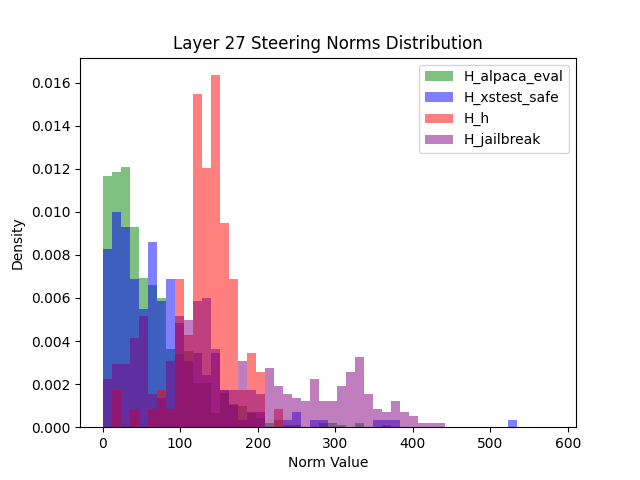 Layer 27 Steering Norms Distribution
H_alpaca_eval
H_xstest_safe
H_h
H_jailbreak
0.016
0.014
0.012
0.010
0.008
0.006
0.004
0.002
0.000
Density
0 100 200 300 400 500 600
Norm Value